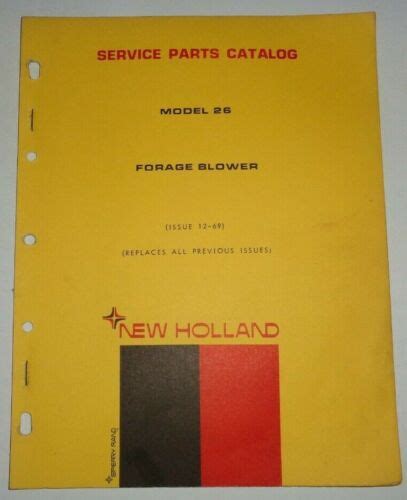 SERVICE PARTS CATALOG
MODEL 26
FORAGE BLOWER
(ISSUE 12-69)
(REPLACES ALL PREVIOUS ISSUES)
NEW HOLLAND
SPERRY RAND